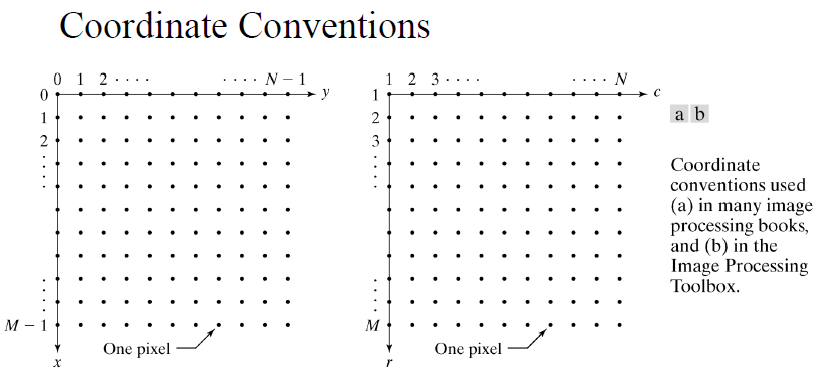 Coordinate Conventions
0 1 2 · · · · · · · · N − 1
0 y
1
2
⋮
M − 1
One pixel
x
1 2 3 · · · · · · · · N
1 c
2
3
⋮
M
One pixel
r
a b
Coordinate
conventions used
(a) in many image
processing books,
and (b) in the
Image Processing
Toolbox.